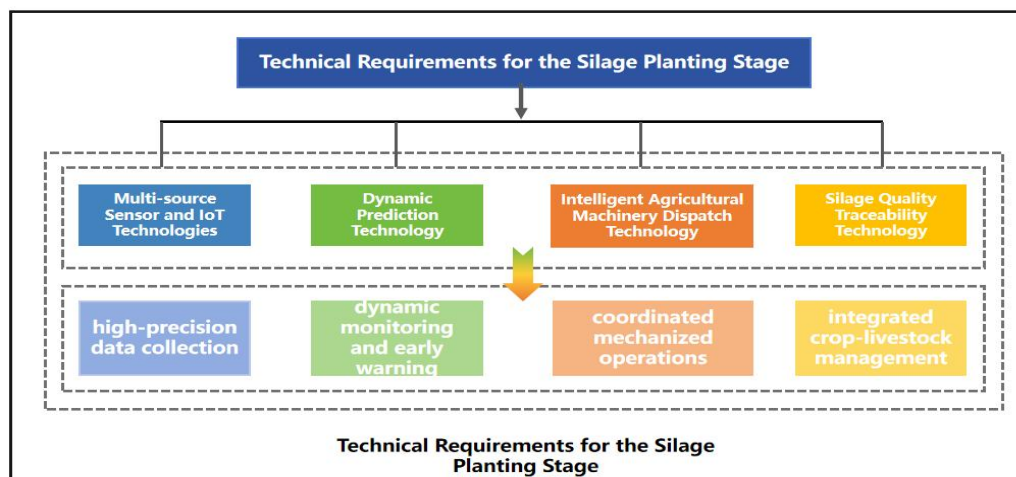 Technical Requirements for the Silage Planting Stage
Multi-source
Sensor and IoT
Technologies
Dynamic
Prediction
Technology
Intelligent Agricultural
Machinery Dispatch
Technology
Silage Quality
Traceability
Technology
high-precision
data collection
dynamic
monitoring
and early
warning
coordinated
mechanized
operations
integrated
crop-livestock
management
Technical Requirements for the Silage
Planting Stage